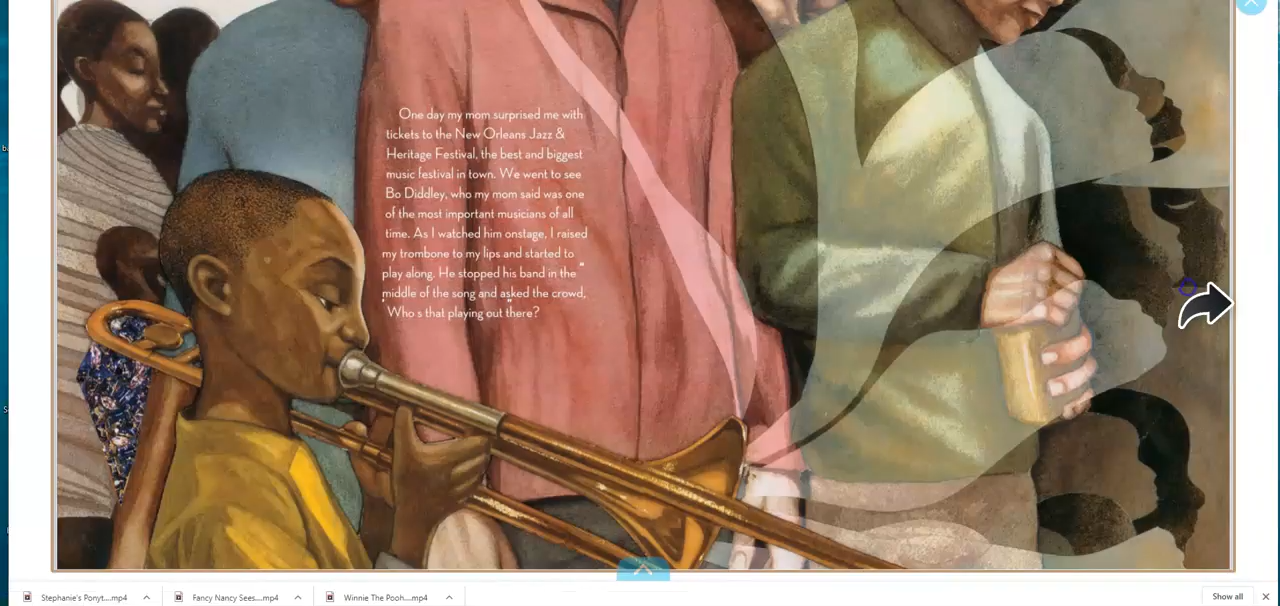 One day my mom surprised me with
tickets to the New Orleans Jazz &
Heritage Festival, the best and biggest
music festival in town. We went to see
Bo Diddley, who my mom said was one
of the most important musicians of all
time. As I watched him onstage, I raised
my trombone to my lips and started to
play along. He stopped his band in the
middle of the song and asked the crowd,
"Who's that playing out there?"
Stephanie's Ponyt....mp4
Fancy Nancy Sees....mp4
Winnie The Pooh....mp4
Show all